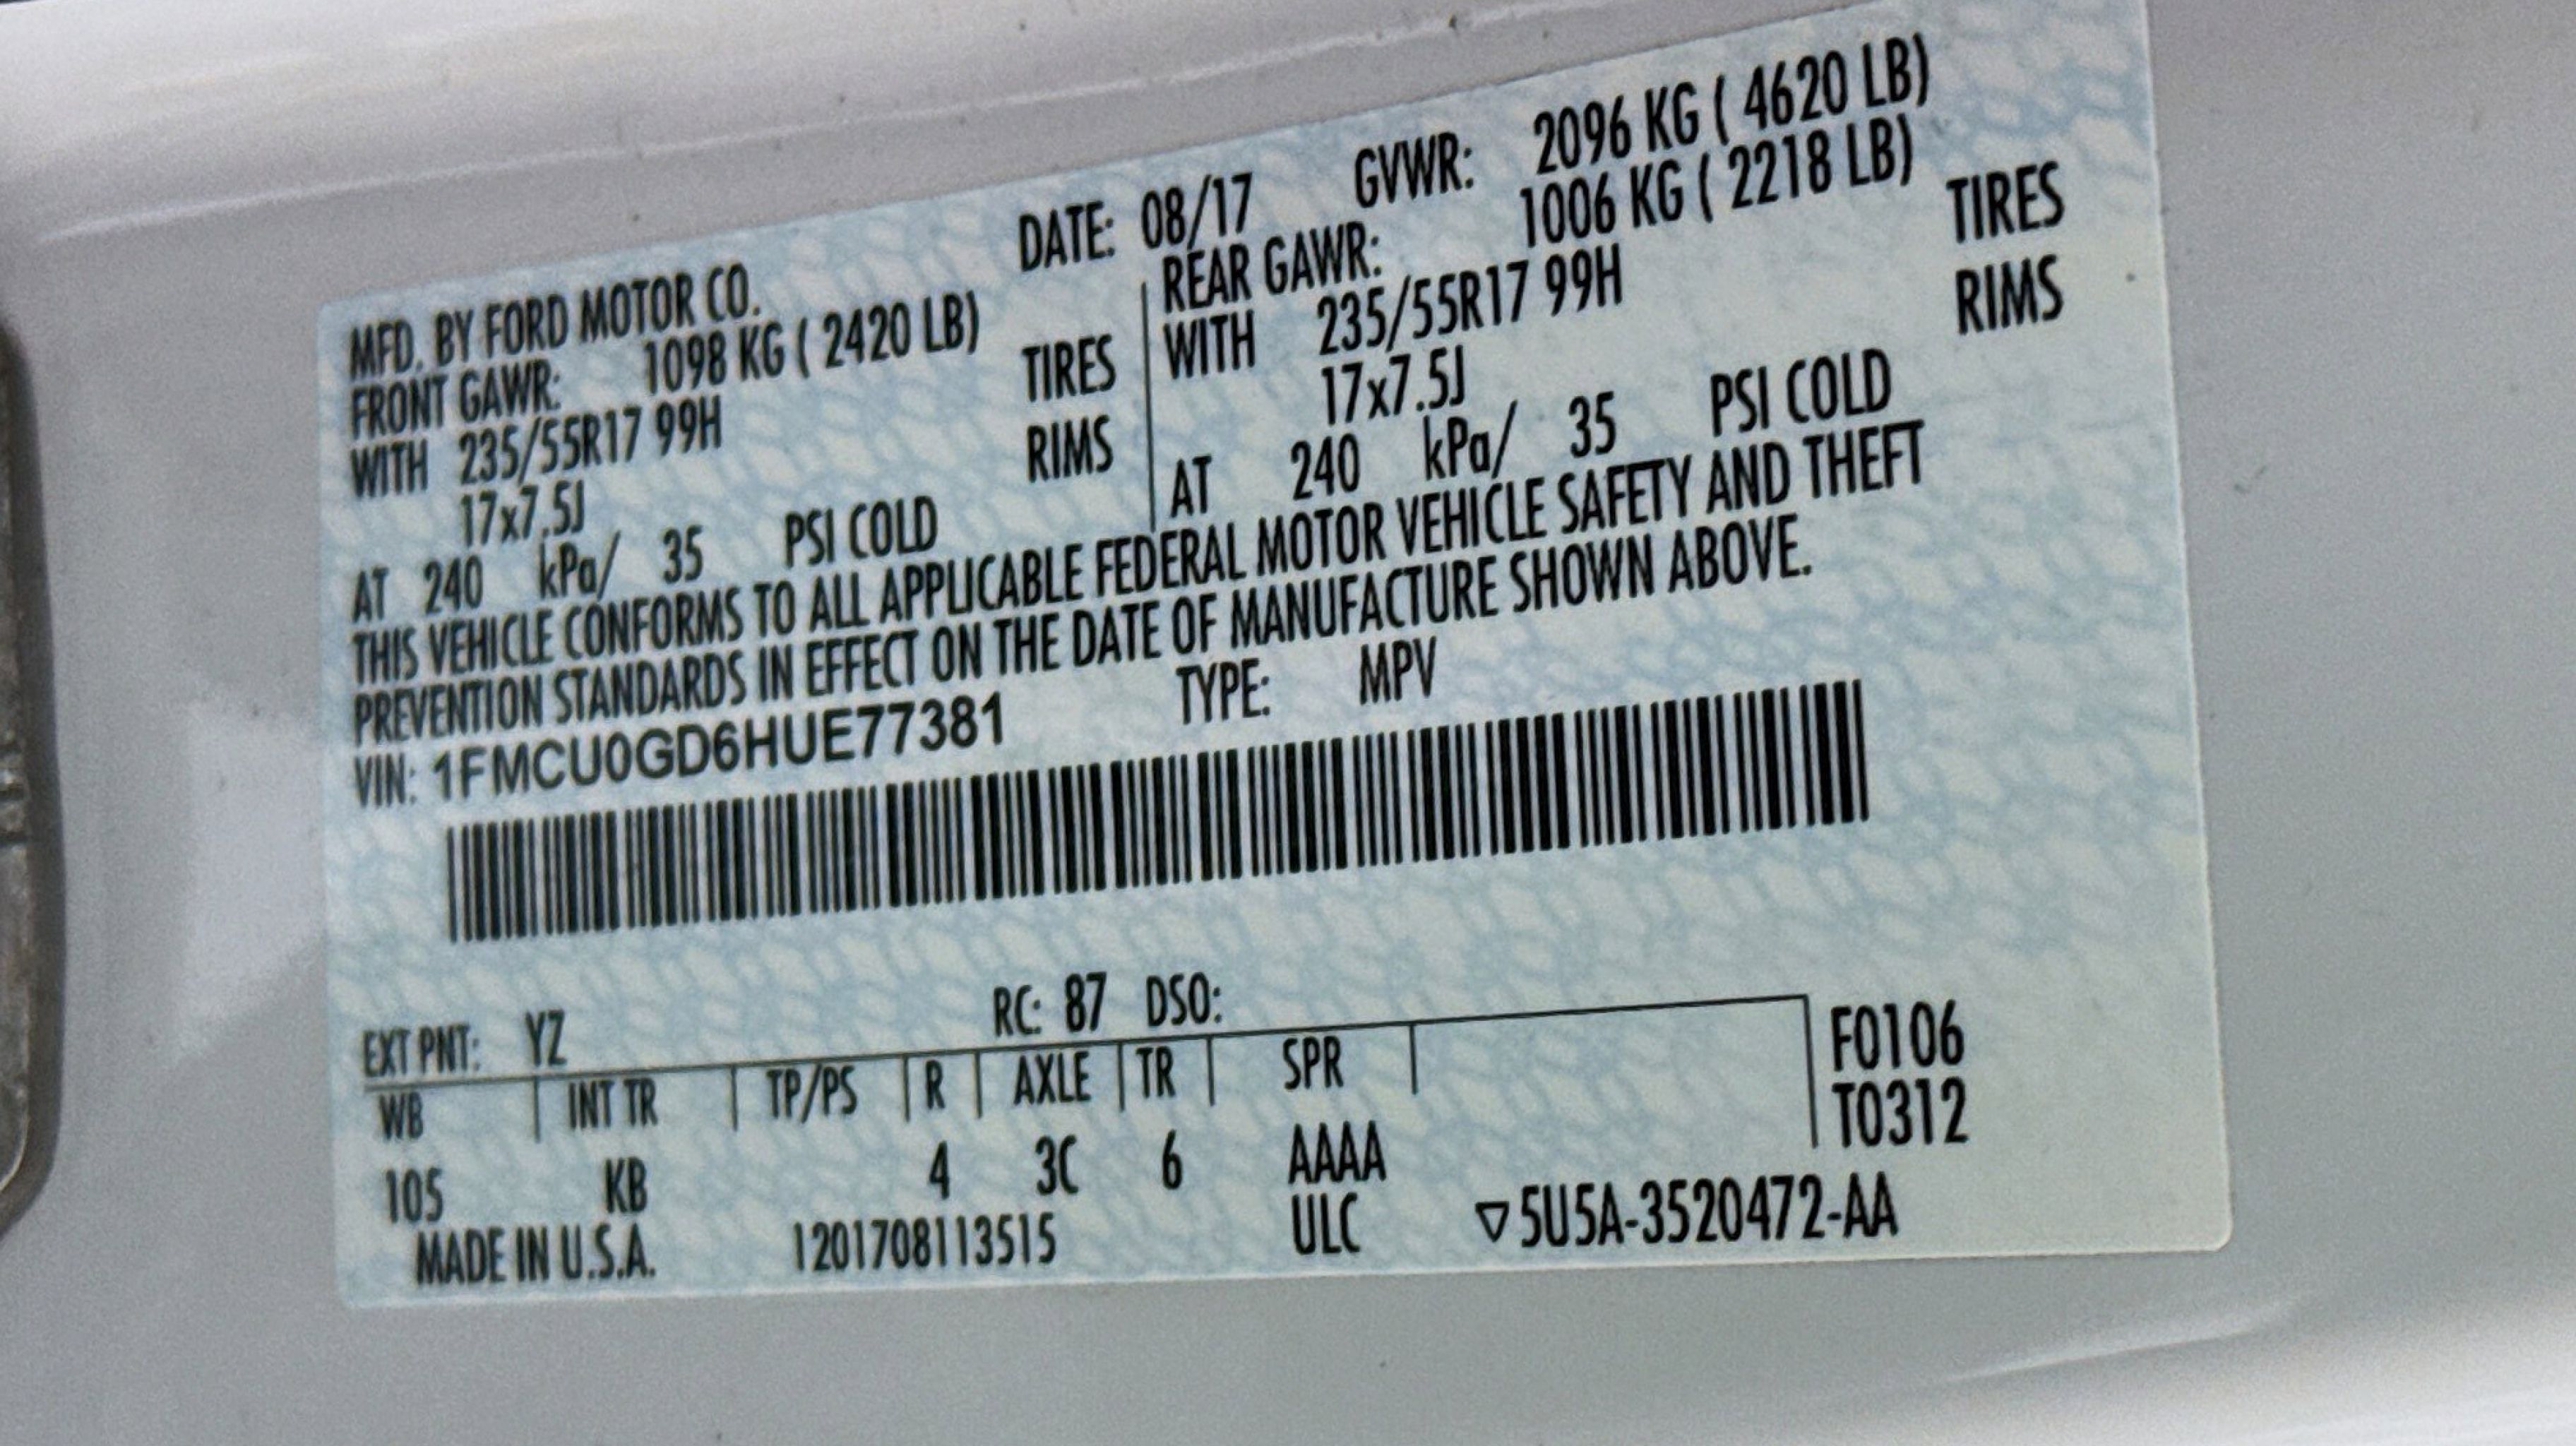 MFD. BY FORD MOTOR CO. DATE: 08/17 GVWR: 2096 KG ( 4620 LB)
FRONT GAWR: 1098 KG ( 2420 LB)
WITH 235/55R17 99H TIRES
17x7.5J RIMS
AT 240 kPa/ 35 PSI COLD
REAR GAWR: 1006 KG ( 2218 LB)
WITH 235/55R17 99H TIRES
17x7.5J RIMS
AT 240 kPa/ 35 PSI COLD
THIS VEHICLE CONFORMS TO ALL APPLICABLE FEDERAL MOTOR VEHICLE SAFETY AND THEFT
PREVENTION STANDARDS IN EFFECT ON THE DATE OF MANUFACTURE SHOWN ABOVE.
VIN: 1FMCU0GD6HUE77381 TYPE: MPV
EXT PNT: YZ RC: 87 DSO:
WB INT TR TP/PS R AXLE TR SPR
105 KB 4 3C 6 AAAA
F0106
T0312
MADE IN U.S.A. 1201708113515 ULC ▽5U5A-3520472-AA